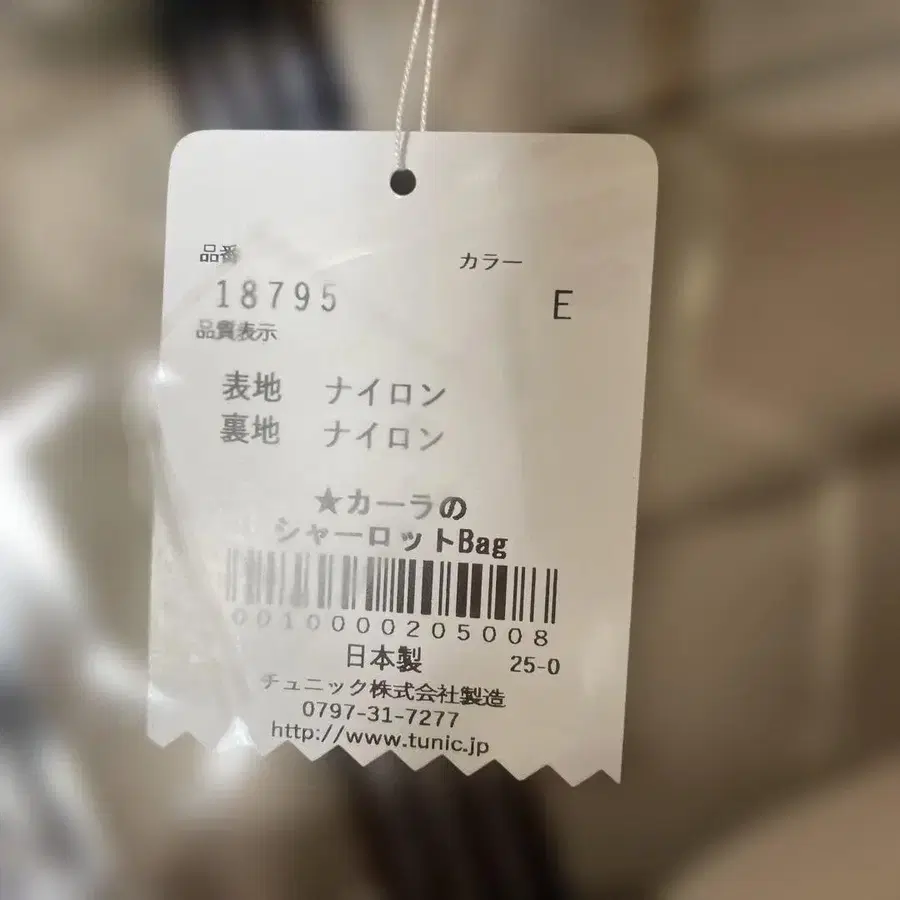 品番 カラー
18795 E
品質表示
表地 ナイロン
裏地 ナイロン
★カーラの
シャーロットBag
0010000205008
日本製 25-0
チュニック株式会社製造
0797-31-7277
http://www.tunic.jp